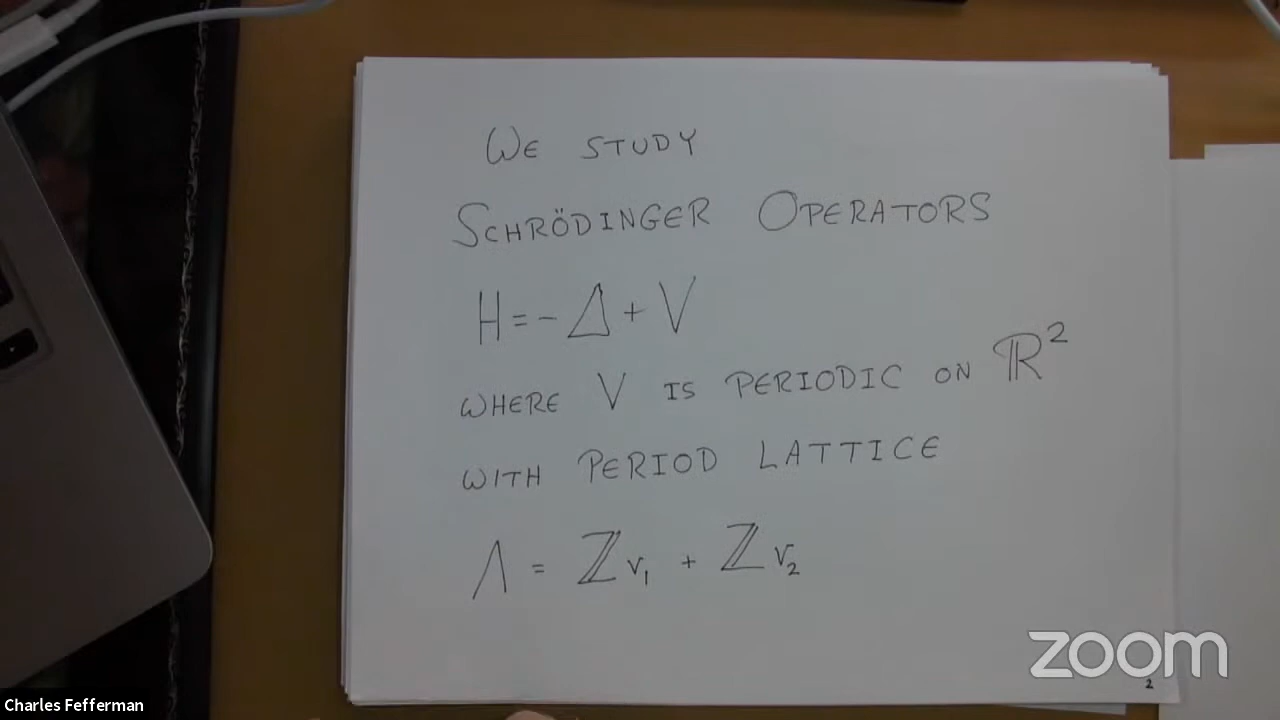 WE STUDY
SCHRÖDINGER OPERATORS
H = -Δ + V
WHERE V IS PERIODIC ON ℝ²
WITH PERIOD LATTICE
Λ = ℤv₁ + ℤv₂
zoom
2
Charles Fefferman